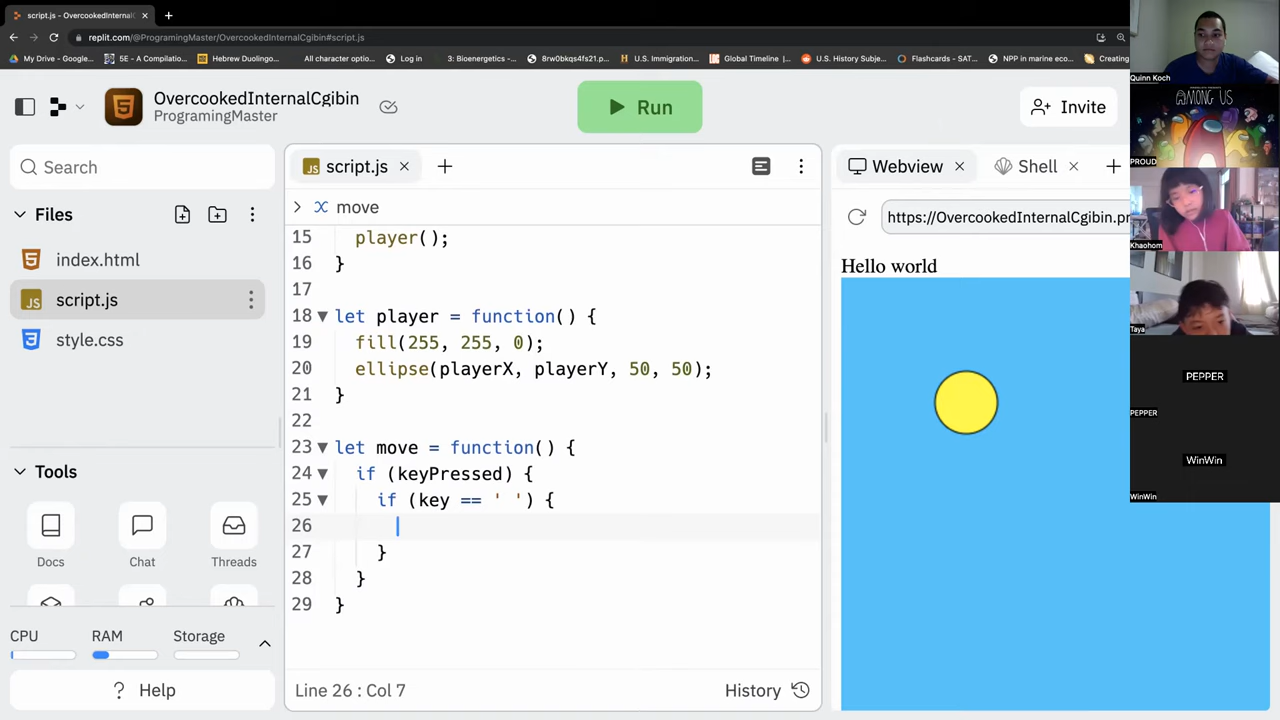 script.js - OvercookedInternalC
replit.com/@ProgramingMaster/OvercookedInternalCgibin#script.js
My Drive - Google...
5E - A Compilatio...
Hebrew Duolingo...
All character option...
Log in
3: Bioenergetics -...
8rw0bkqs4fs21.p...
U.S. Immigration...
Global Timeline |...
U.S. History Subje...
Flashcards - SAT...
NPP in marine eco...
Creating
OvercookedInternalCgibin
ProgramingMaster
Run
Invite
Search
script.js
Webview
Shell
Files
move
https://OvercookedInternalCgibin.pr
index.html
script.js
style.css
15 player();
16 }
17
18 let player = function() {
19 fill(255, 255, 0);
20 ellipse(playerX, playerY, 50, 50);
21 }
22
23 let move = function() {
24 if (keyPressed) {
25 if (key == ' ') {
26
27 }
28 }
29 }
Hello world
Tools
Docs
Chat
Threads
CPU
RAM
Storage
Help
Line 26 : Col 7
History
Quinn Koch
AMONG US
PROUD
Khaohom
Taya
PEPPER
PEPPER
WinWin
WinWin